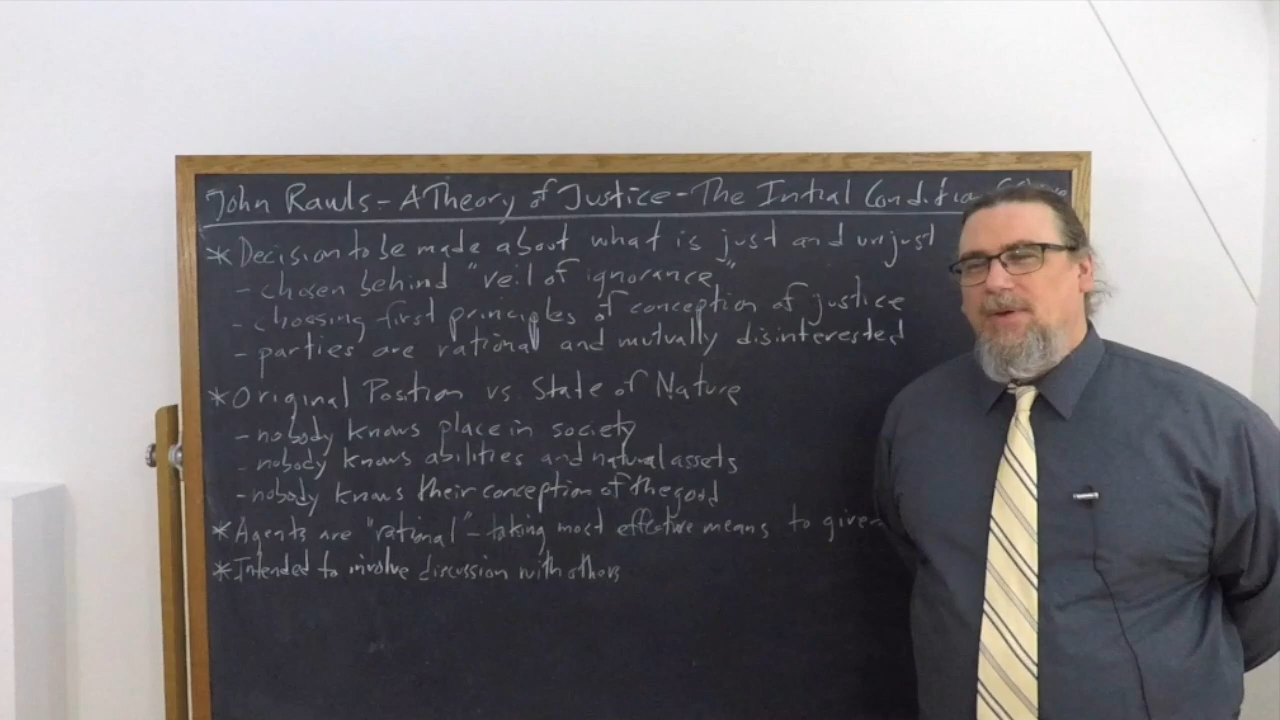 John Rawls - A Theory of Justice - The Initial
* Decision to be made about what is just and unjust
- chosen behind "veil of ignorance"
- choosing first principles of conception of justice
- parties are rational and mutually disinterested
* Original Position vs State of Nature
- nobody knows place in society
- nobody knows abilities and natural assets
- nobody knows their conception of the good
* Agents are "rational" - taking most effective means to given
* Intended to involve discussion with others